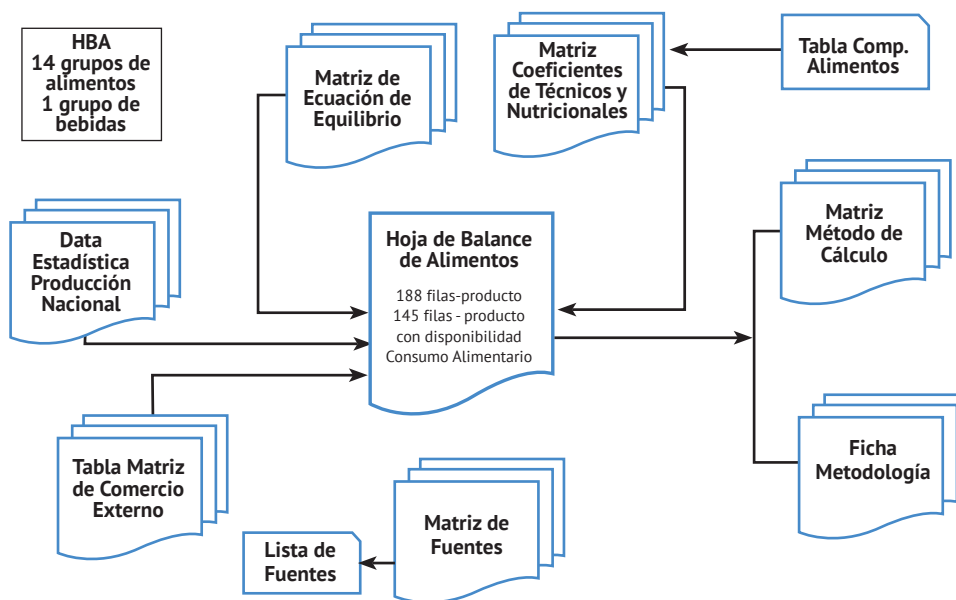 HBA
14 grupos de
alimentos
1 grupo de
bebidas
Matriz de
Ecuación de
Equilibrio
Matriz
Coeficientes
de Técnicos y
Nutricionales
Tabla Comp.
Alimentos
Data
Estadística
Producción
Nacional
Hoja de Balance
de Alimentos
188 filas-producto
145 filas - producto
con disponibilidad
Consumo Alimentario
Matriz
Método de
Cálculo
Tabla Matriz
de Comercio
Externo
Lista de
Fuentes
Matriz de
Fuentes
Ficha
Metodología